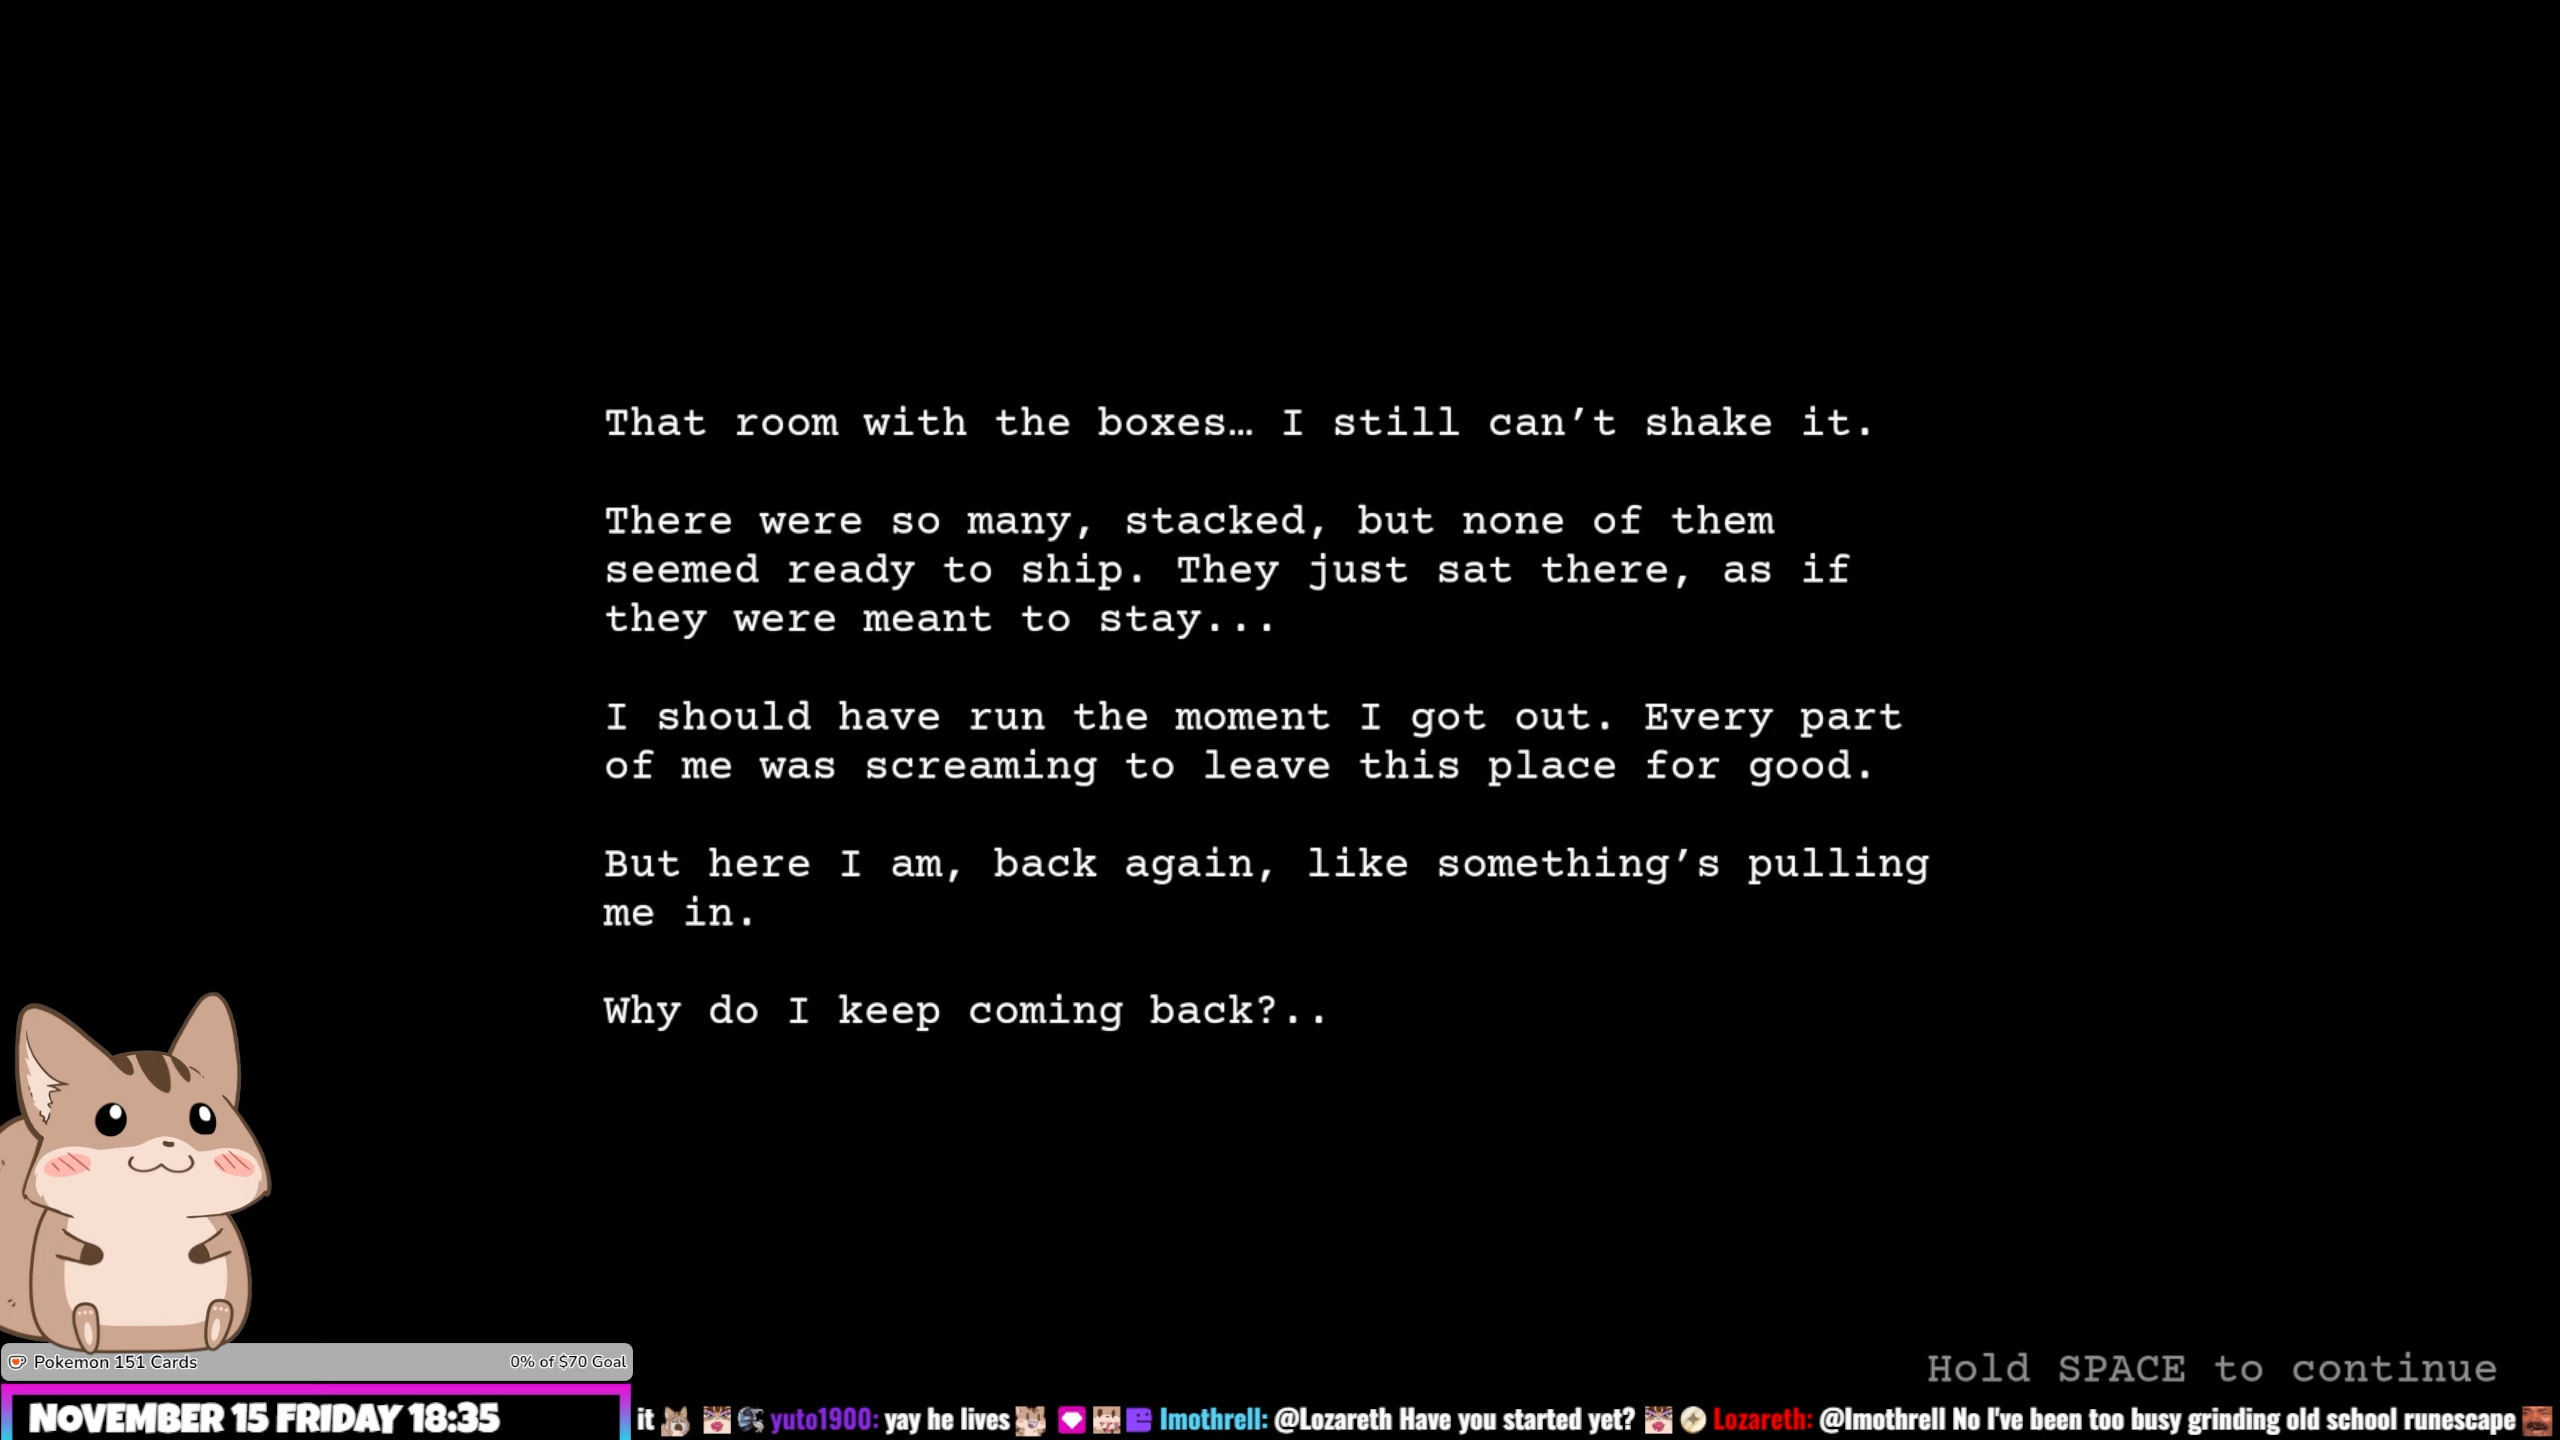 That room with the boxes… I still can’t shake it.
There were so many, stacked, but none of them
seemed ready to ship. They just sat there, as if
they were meant to stay...
I should have run the moment I got out. Every part
of me was screaming to leave this place for good.
But here I am, back again, like something’s pulling
me in.
Why do I keep coming back?..
Hold SPACE to continue
Pokemon 151 Cards 0% of $70 Goal
NOVEMBER 15 FRIDAY 18:35
it yuto1900: yay he lives Imothrell: @Lozareth Have you started yet? Lozareth: @Imothrell No I've been too busy grinding old school runescape